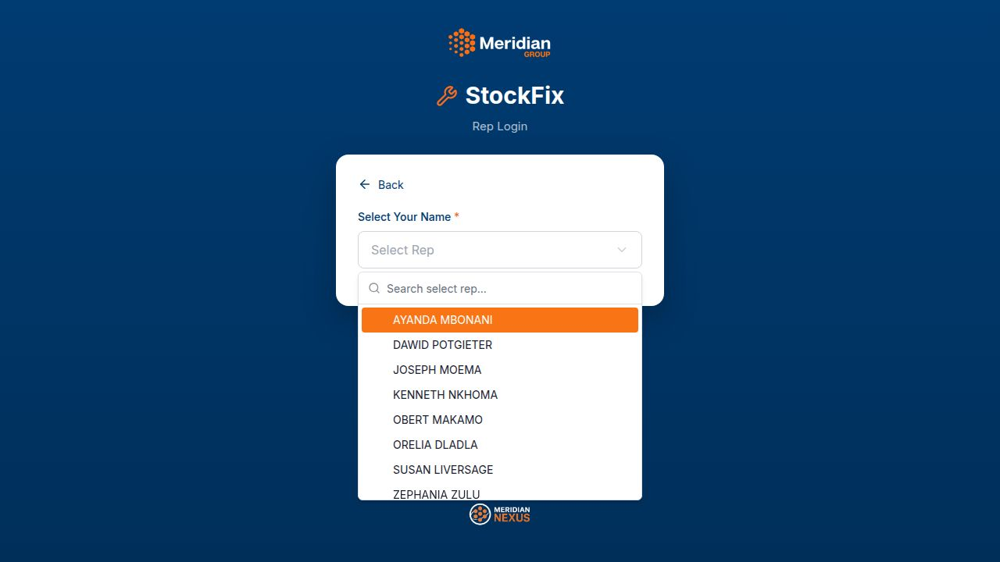 Meridian
GROUP
StockFix
Rep Login
Back
Select Your Name *
Select Rep
Search select rep...
AYANDA MBONANI
DAWID POTGIETER
JOSEPH MOEMA
KENNETH NKHOMA
OBERT MAKAMO
ORELIA DLADLA
SUSAN LIVERSAGE
ZEPHANIA ZULU
MERIDIAN
NEXUS